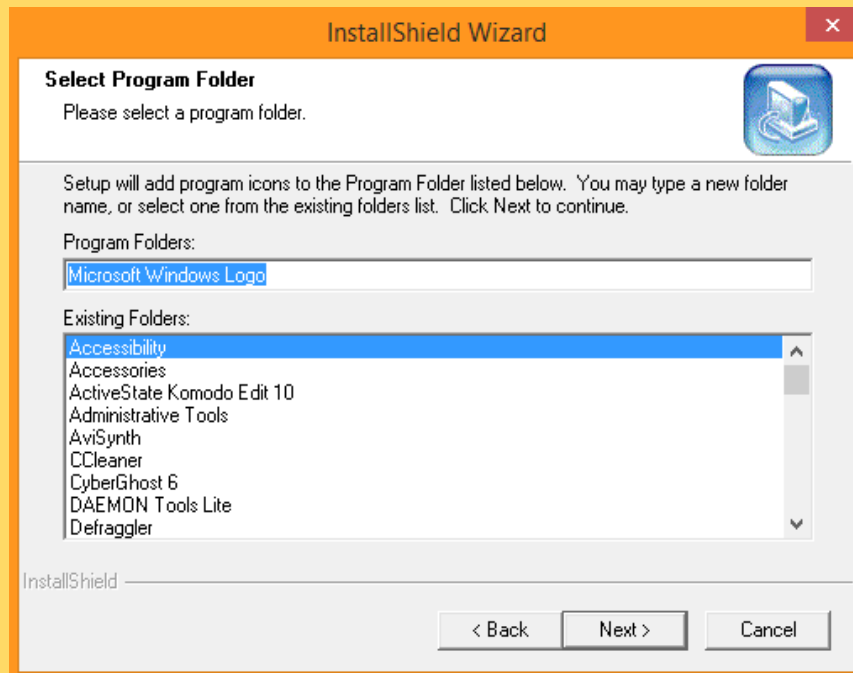 InstallShield Wizard
Select Program Folder
Please select a program folder.
Setup will add program icons to the Program Folder listed below. You may type a new folder
name, or select one from the existing folders list. Click Next to continue.
Program Folders:
Microsoft Windows Logo
Existing Folders:
Accessibility
Accessories
ActiveState Komodo Edit 10
Administrative Tools
AviSynth
CCleaner
CyberGhost 6
DAEMON Tools Lite
Defraggler
InstallShield
< Back Next > Cancel